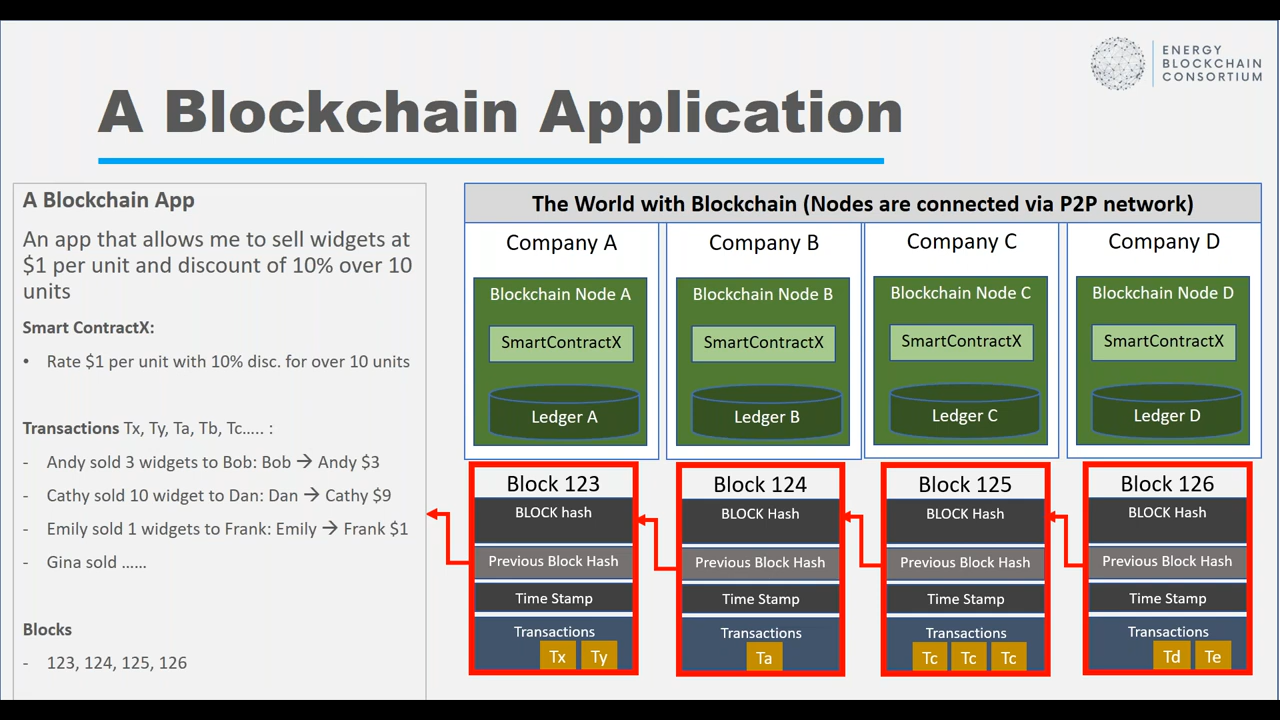 ENERGY
BLOCKCHAIN
CONSORTIUM
A Blockchain Application
A Blockchain App
An app that allows me to sell widgets at
$1 per unit and discount of 10% over 10
units
Smart ContractX:
• Rate $1 per unit with 10% disc. for over 10 units
Transactions Tx, Ty, Ta, Tb, Tc….. :
- Andy sold 3 widgets to Bob: Bob → Andy $3
- Cathy sold 10 widget to Dan: Dan → Cathy $9
- Emily sold 1 widgets to Frank: Emily → Frank $1
- Gina sold ……
Blocks
- 123, 124, 125, 126
The World with Blockchain (Nodes are connected via P2P network)
Company A
Blockchain Node A
SmartContractX
Ledger A
Company B
Blockchain Node B
SmartContractX
Ledger B
Company C
Blockchain Node C
SmartContractX
Ledger C
Company D
Blockchain Node D
SmartContractX
Ledger D
Block 123
BLOCK hash
Previous Block Hash
Time Stamp
Transactions
Tx Ty
Block 124
BLOCK Hash
Previous Block Hash
Time Stamp
Transactions
Ta
Block 125
BLOCK Hash
Previous Block Hash
Time Stamp
Transactions
Tc Tc Tc
Block 126
BLOCK Hash
Previous Block Hash
Time Stamp
Transactions
Td Te